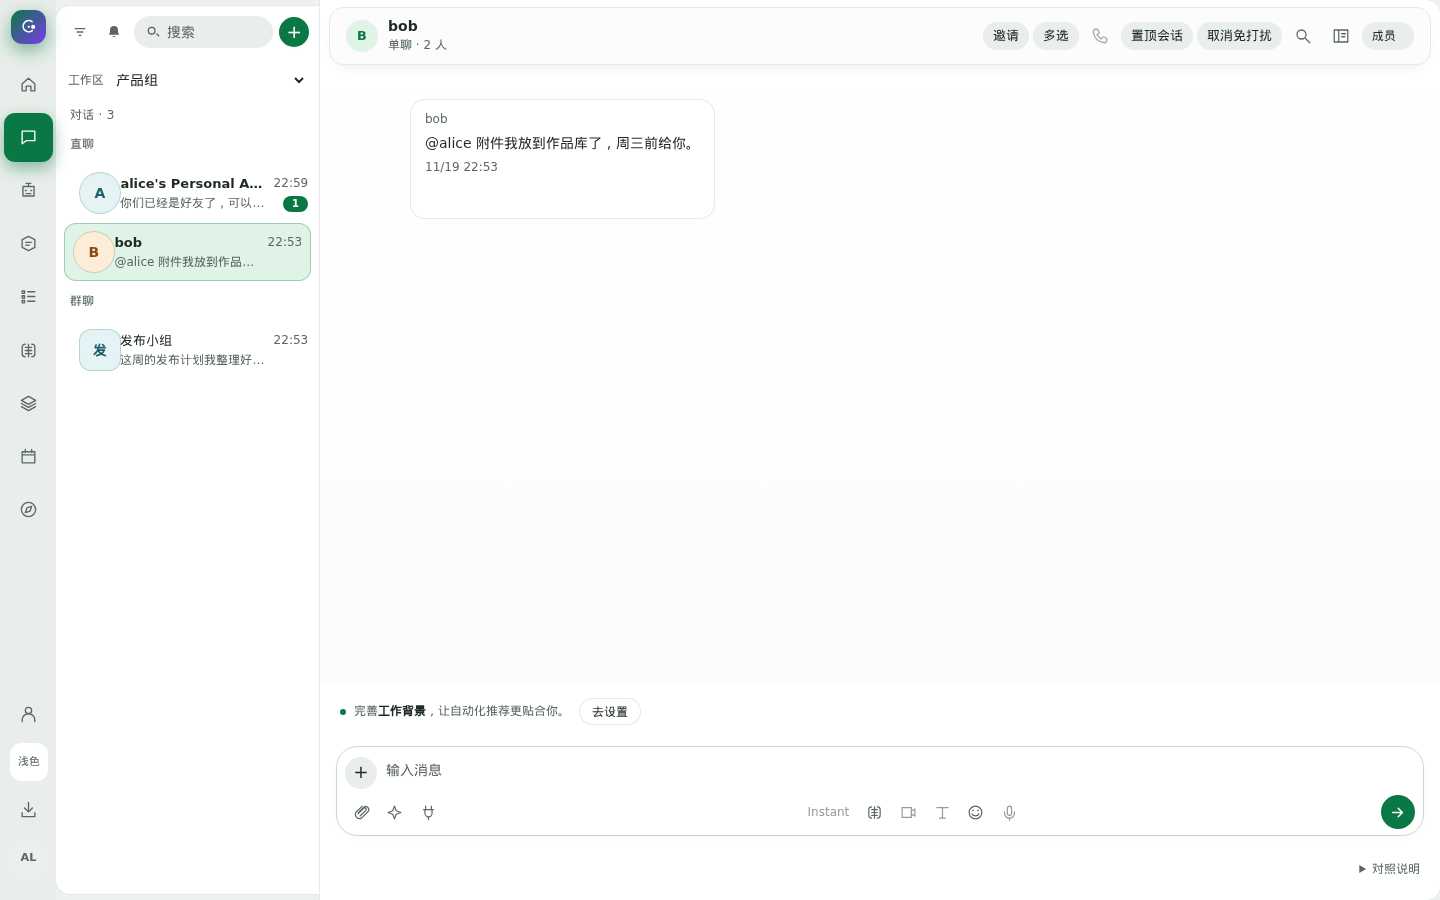 搜索
工作区 产品组
对话 · 3
直聊
A
alice's Personal A... 22:59
你们已经是好友了，可以... 1
B
bob 22:53
@alice 附件我放到作品...
群聊
发
发布小组 22:53
这周的发布计划我整理好...
浅色
AL
B
bob
单聊 · 2 人
邀请 多选 置顶会话 取消免打扰 成员
bob
@alice 附件我放到作品库了，周三前给你。
11/19 22:53
完善工作背景，让自动化推荐更贴合你。 去设置
输入消息
Instant
▶ 对照说明